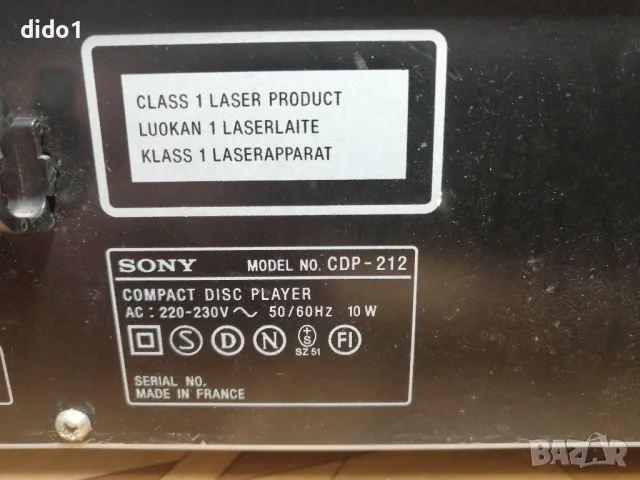 dido1
CLASS 1 LASER PRODUCT
LUOKAN 1 LASERLAITE
KLASS 1 LASERAPPARAT
SONY MODEL NO. CDP-212
COMPACT DISC PLAYER
AC: 220-230V ~ 50/60Hz 10 W
S D N +S FI
SZ 51
SERIAL NO.
MADE IN FRANCE
BAZAR